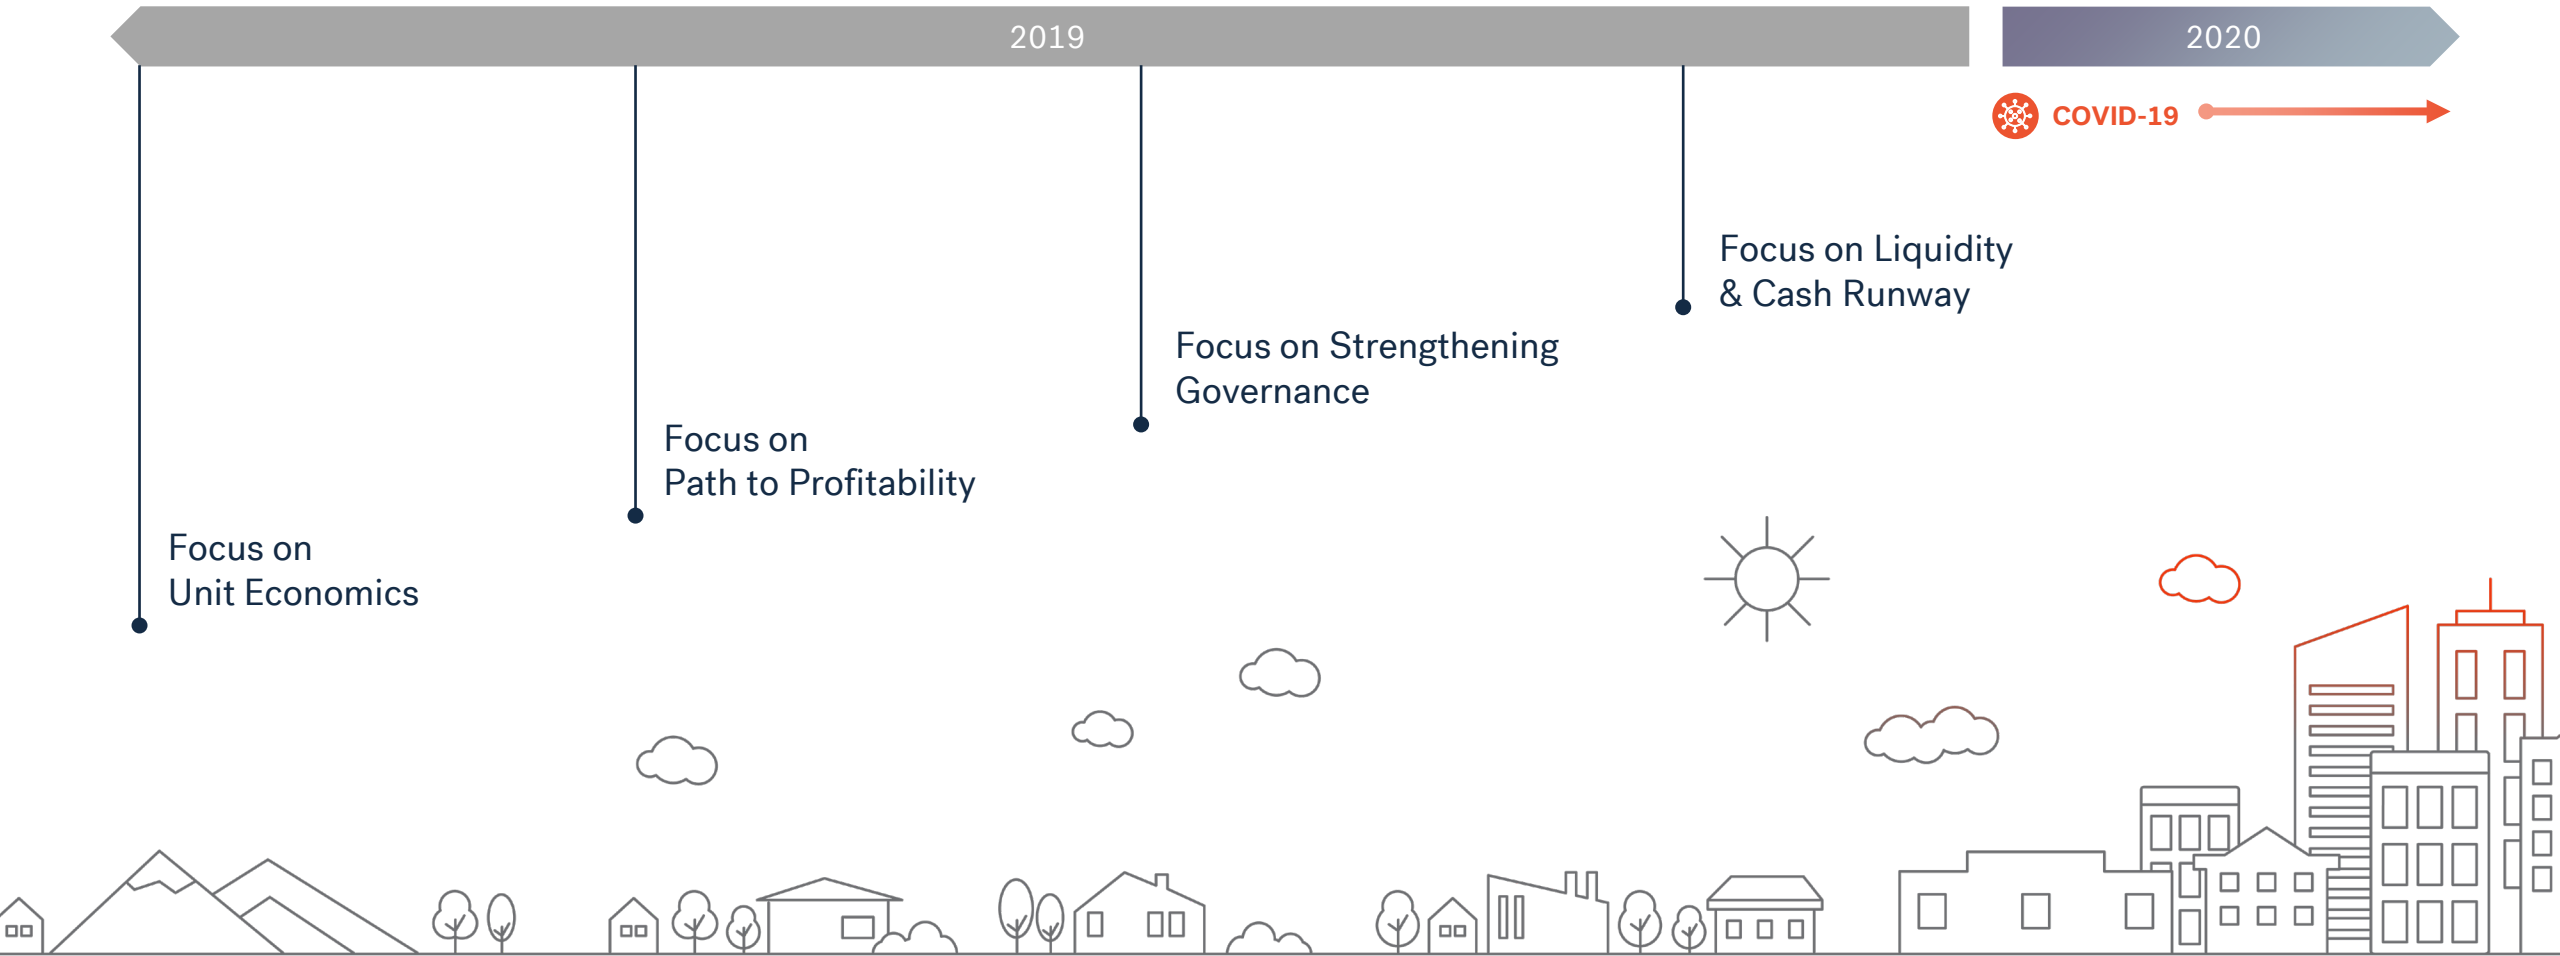 2019
2020
COVID-19
Focus on Liquidity
& Cash Runway
Focus on Strengthening
Governance
Focus on
Path to Profitability
Focus on
Unit Economics